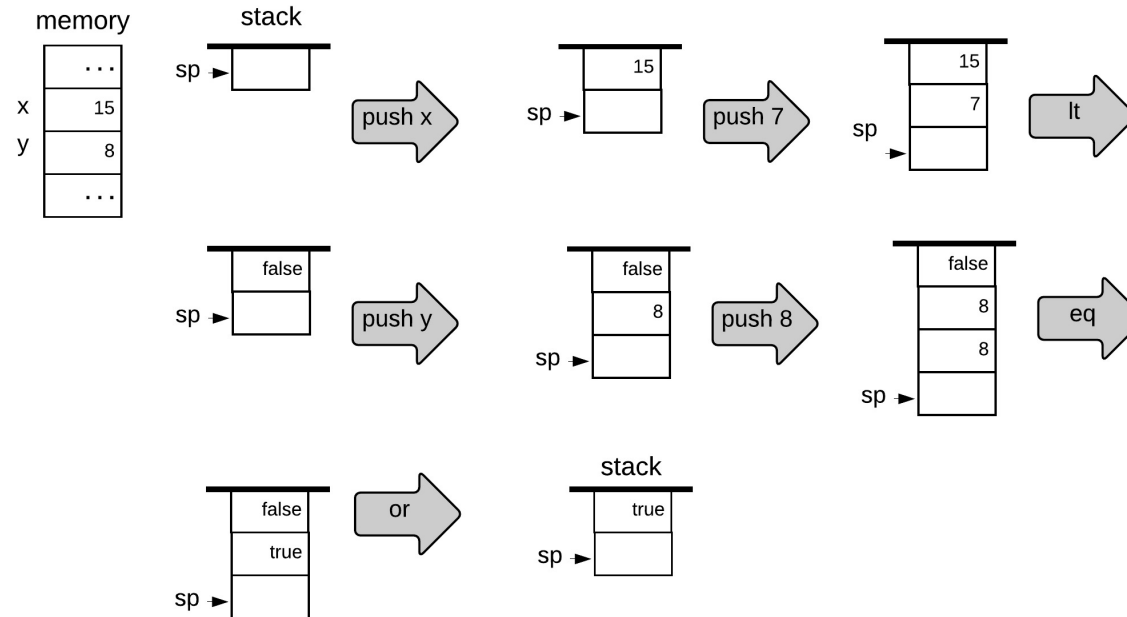 memory
stack
sp
. . .
x 15
y 8
. . .
push x
15
sp
push 7
15
7
sp
lt
false
sp
push y
false
8
sp
push 8
false
8
8
sp
eq
false
true
sp
or
stack
true
sp